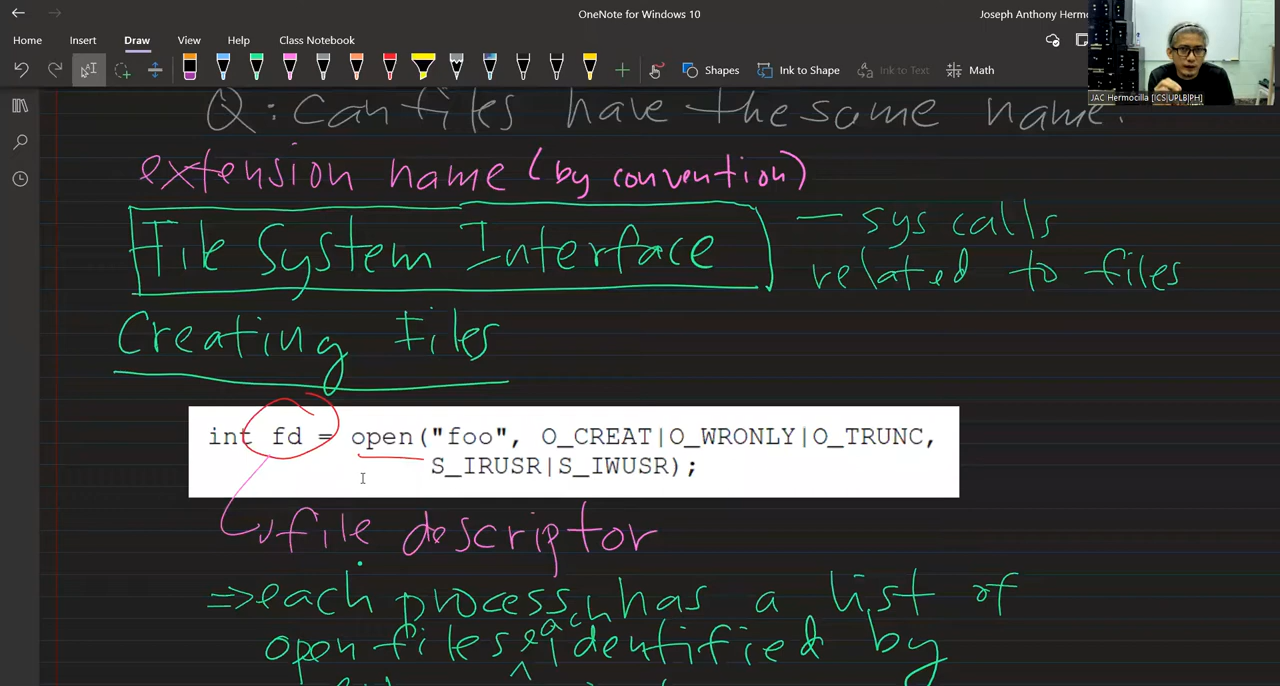 OneNote for Windows 10
Joseph Anthony Hermo
Home Insert Draw View Help Class Notebook
Shapes Ink to Shape Ink to Text Math
JAC Hermocilla [ICS|UPLB|PH]
Q: Can files have the same name.
extension name (by convention)
File System Interface
— sys calls
related to files
Creating Files
int fd = open("foo", O_CREAT|O_WRONLY|O_TRUNC,
S_IRUSR|S_IWUSR);
file descriptor
=> each process has a list of
open files, each identified by